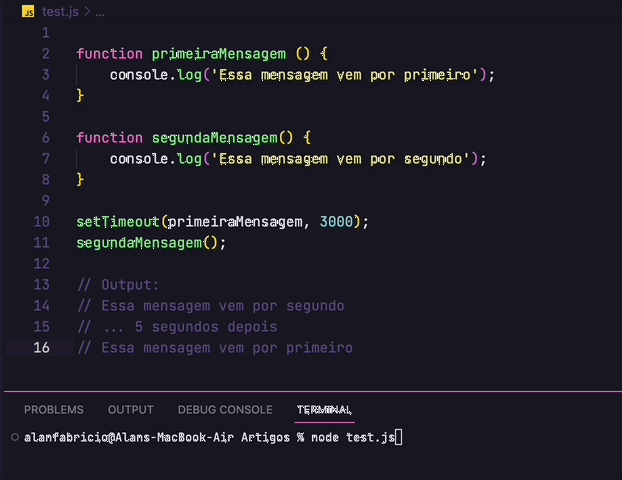 JS test.js > ...
1
2 function primeiraMensagem () {
3 console.log('Essa mensagem vem por primeiro');
4 }
5
6 function segundaMensagem() {
7 console.log('Essa mensagem vem por segundo');
8 }
9
10 setTimeout(primeiraMensagem, 3000);
11 segundaMensagem();
12
13 // Output:
14 // Essa mensagem vem por segundo
15 // ... 5 segundos depois
16 // Essa mensagem vem por primeiro
PROBLEMS OUTPUT DEBUG CONSOLE TERMINAL
alanfabricio@Alans-MacBook-Air Artigos % node test.js